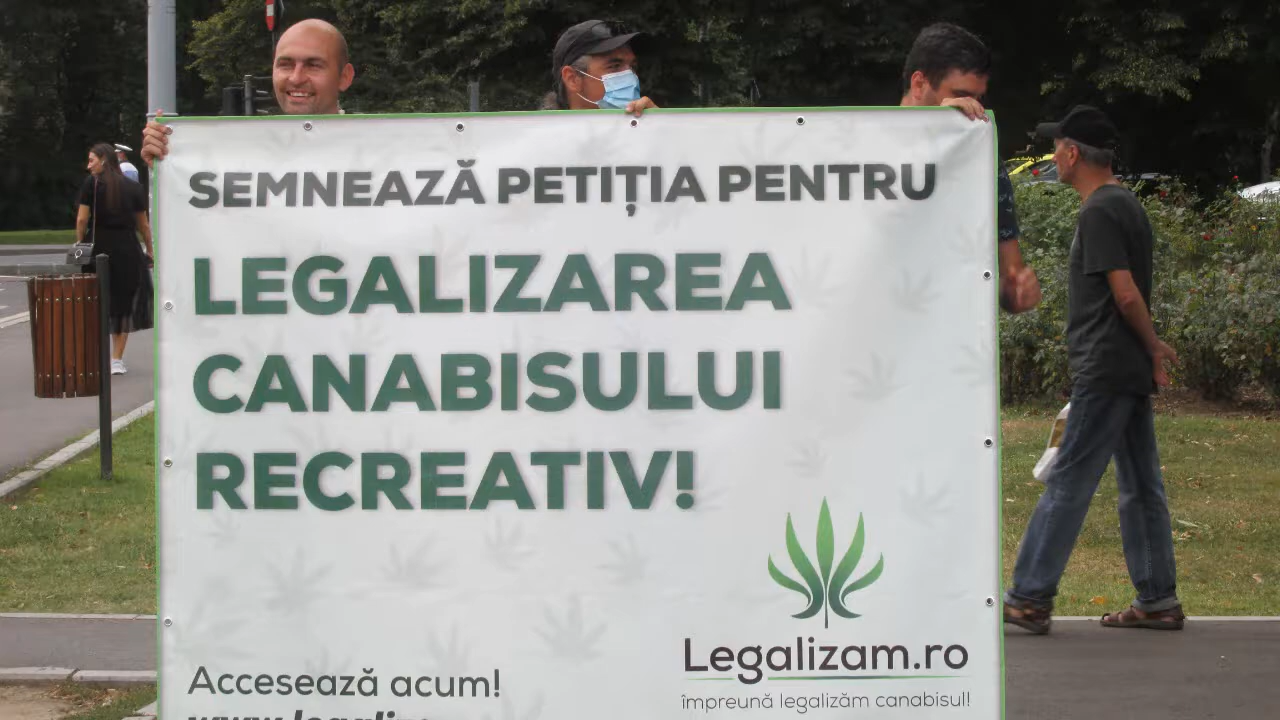 SEMNEAZĂ PETIȚIA PENTRU
LEGALIZAREA
CANABISULUI
RECREATIV!
Legalizam.ro
împreună legalizăm canabisul!
Accesează acum!